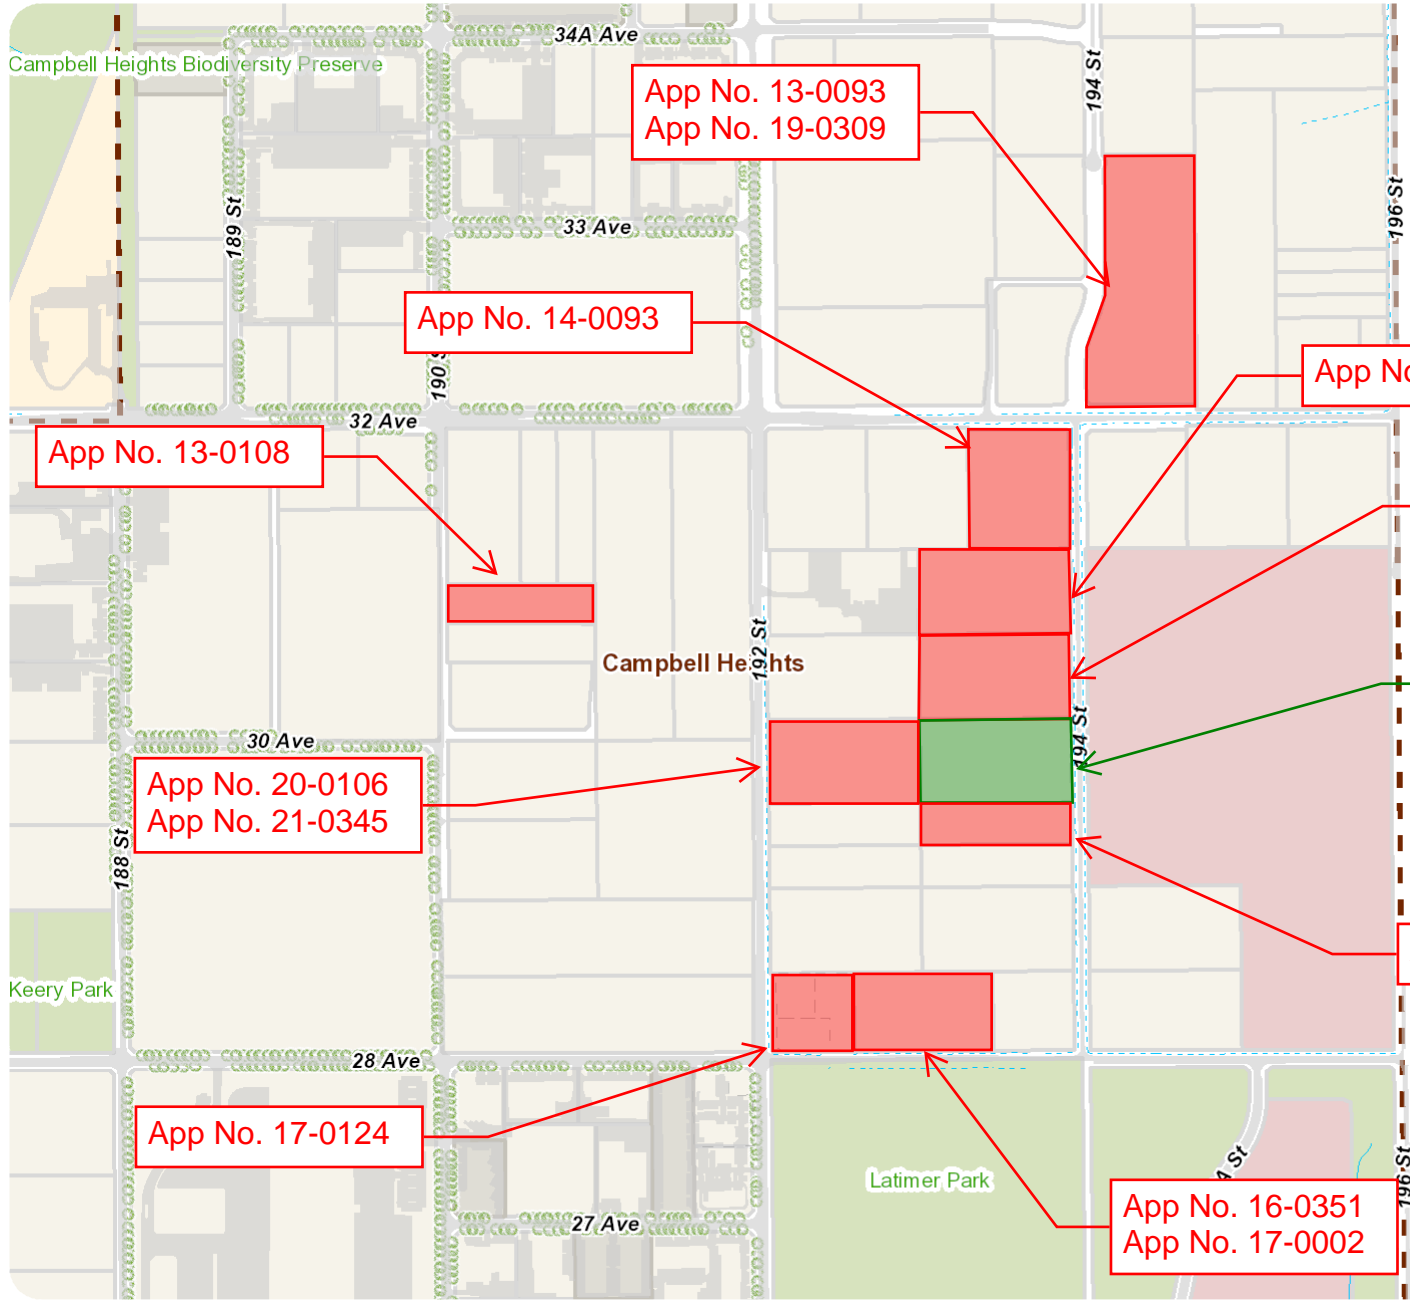 34A Ave
Campbell Heights Biodiversity Preserve
194 St
App No. 13-0093
App No. 19-0309
196 St
189 St
33 Ave
App No. 14-0093
190 S
App No
32 Ave
App No. 13-0108
192 St
Campbell Heights
194 St
30 Ave
App No. 20-0106
App No. 21-0345
188 St
Keery Park
28 Ave
App No. 17-0124
Latimer Park
A St
196 St
App No. 16-0351
App No. 17-0002
27 Ave